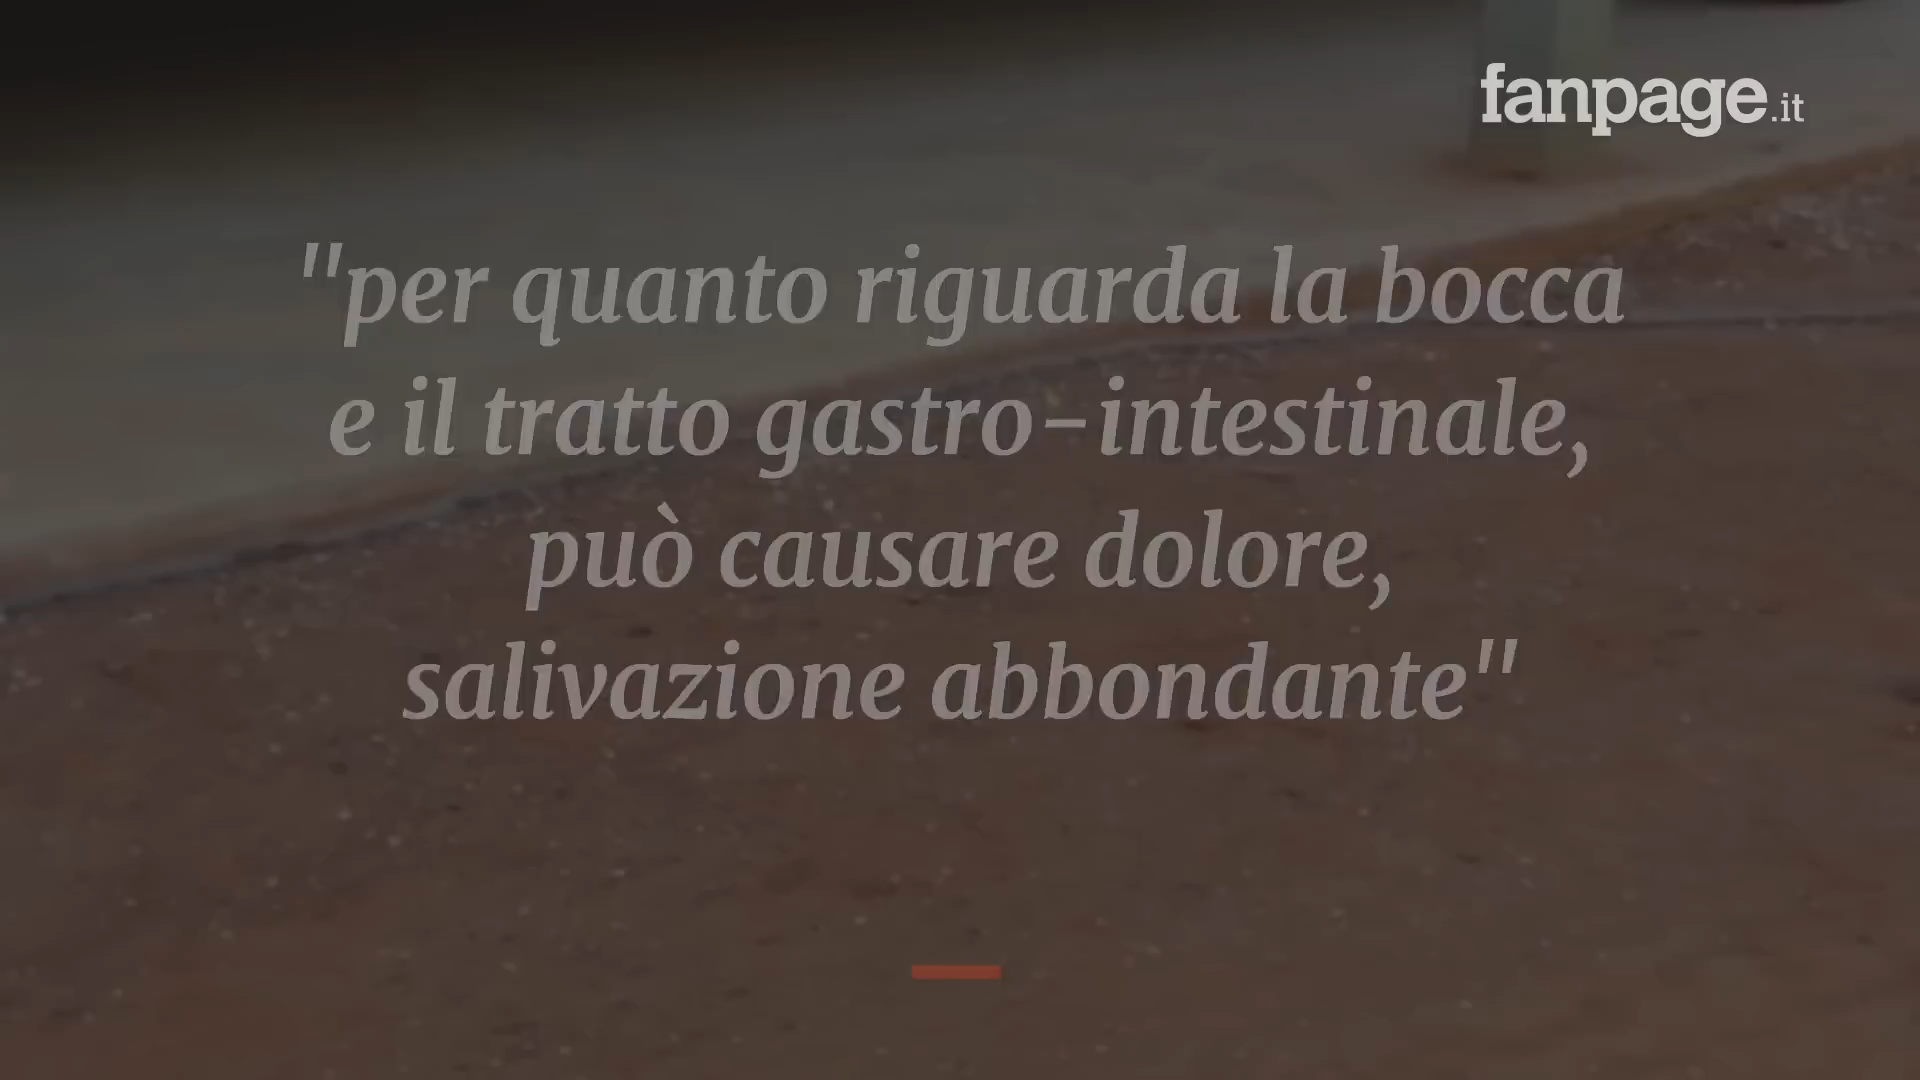 fanpage.it
"per quanto riguarda la bocca
e il tratto gastro-intestinale,
può causare dolore,
salivazione abbondante"